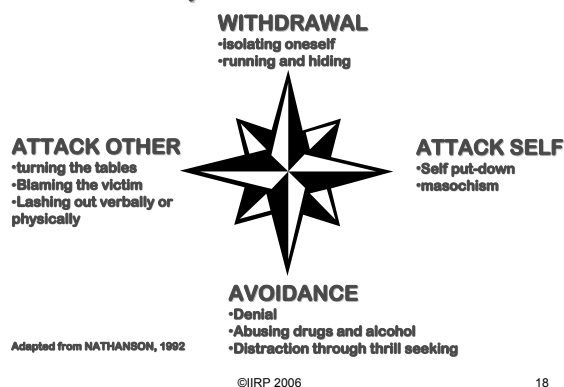 WITHDRAWAL
•isolating oneself
•running and hiding
ATTACK OTHER
•turning the tables
•Blaming the victim
•Lashing out verbally or
physically
ATTACK SELF
•Self put-down
•masochism
AVOIDANCE
•Denial
•Abusing drugs and alcohol
•Distraction through thrill seeking
Adapted from NATHANSON, 1992
©IIRP 2006
18